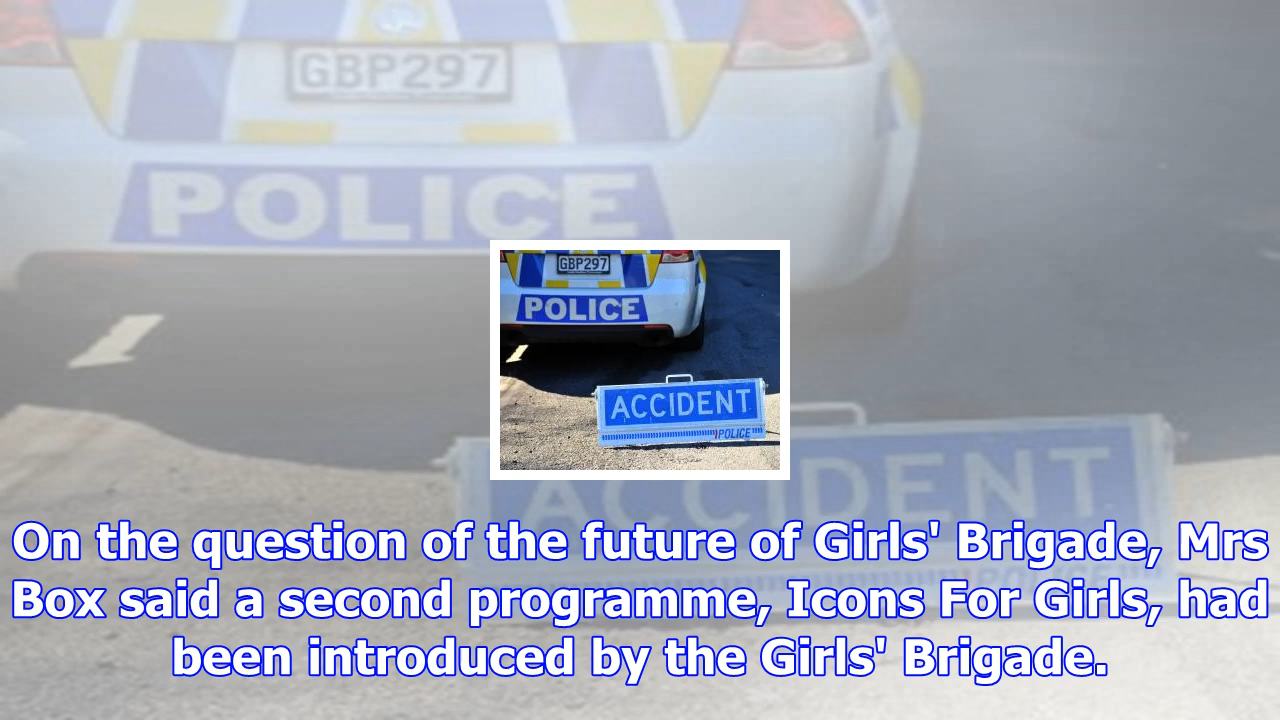 GBP297
POLICE
GBP297
POLICE
ACCIDENT
POLICE
ACCIDENT
POLICE
On the question of the future of Girls' Brigade, Mrs
Box said a second programme, Icons For Girls, had
been introduced by the Girls' Brigade.